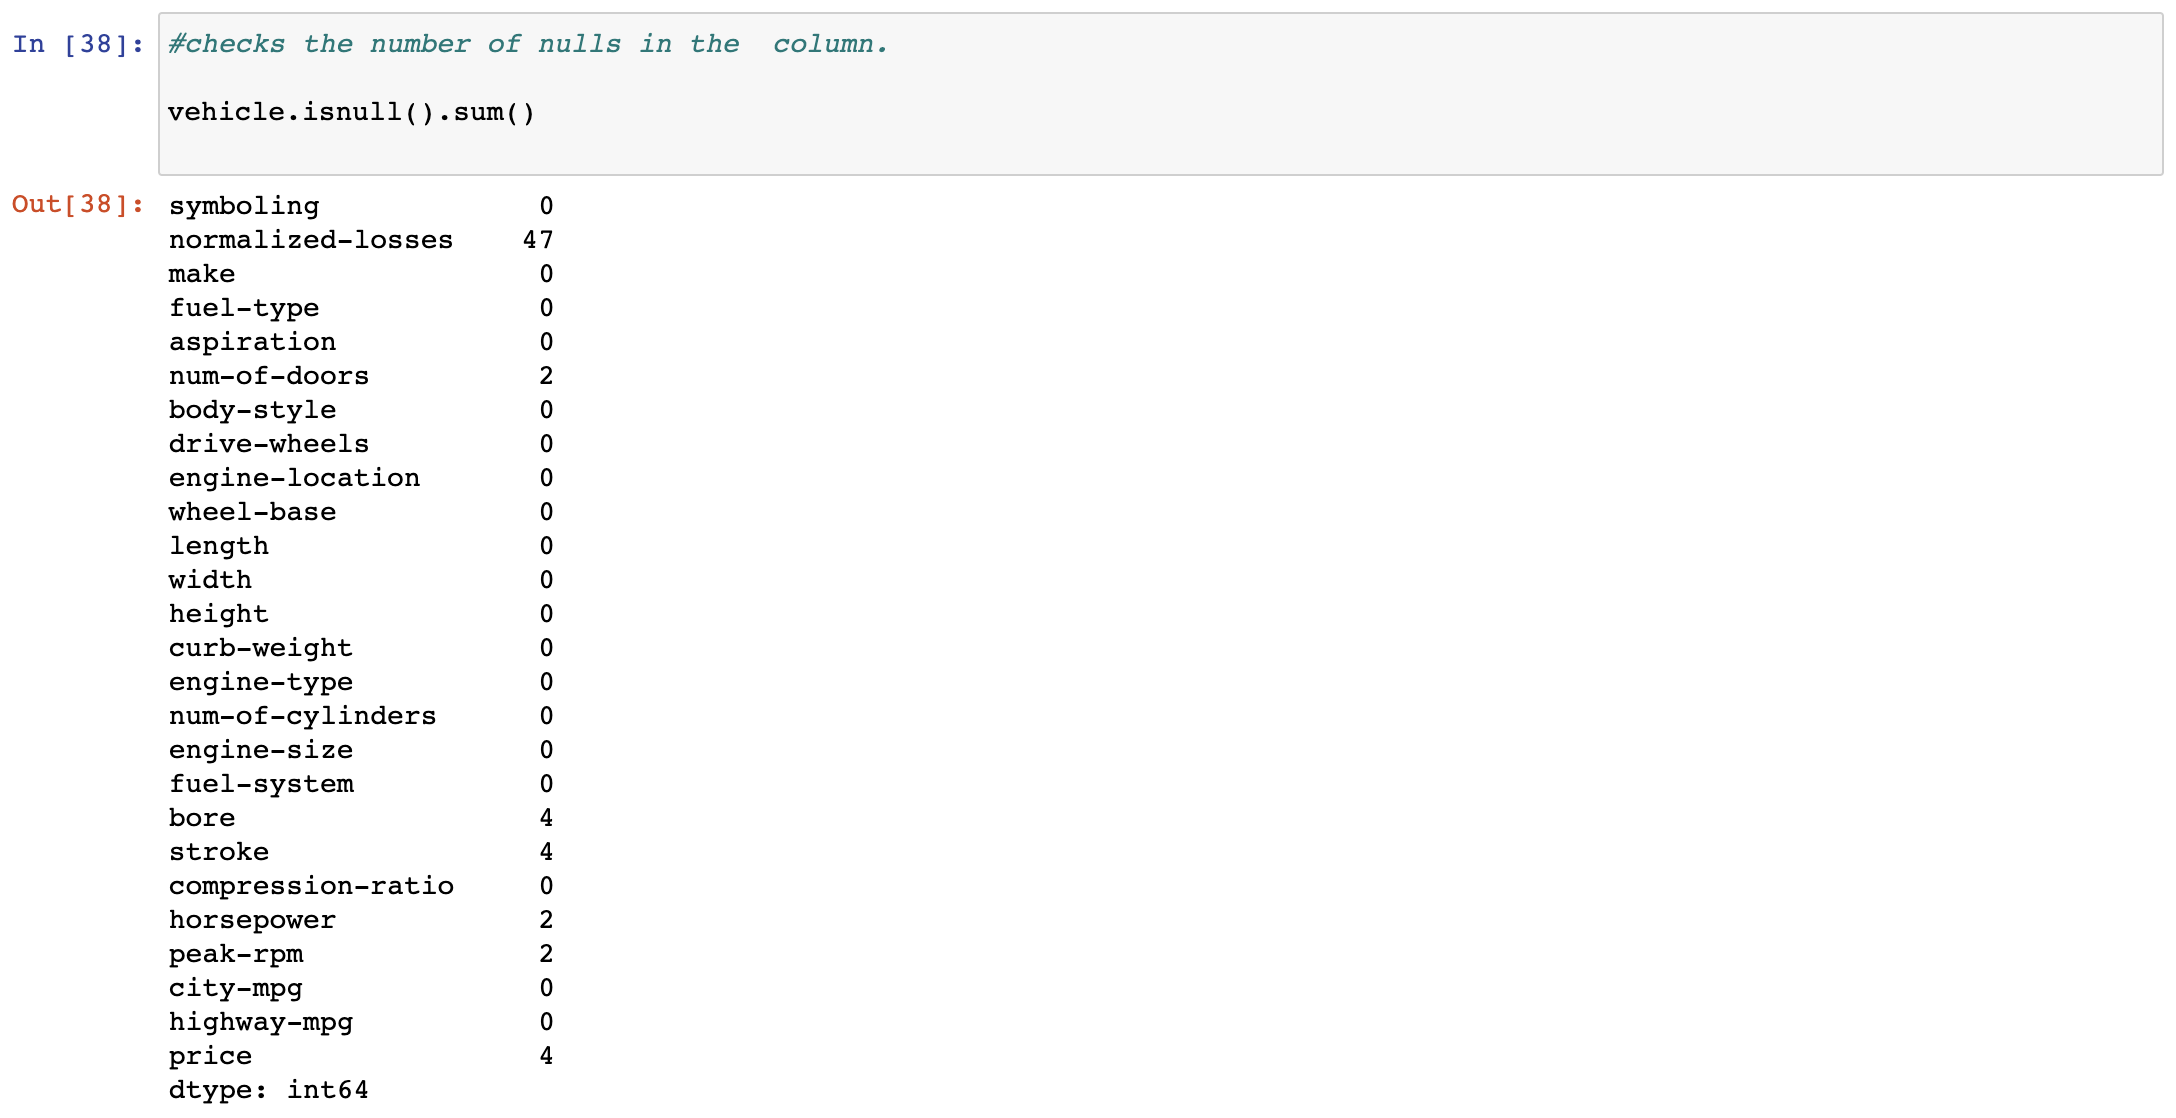 In [38]: #checks the number of nulls in the  column.
vehicle.isnull().sum()
Out[38]: symboling 0
normalized-losses 47
make 0
fuel-type 0
aspiration 0
num-of-doors 2
body-style 0
drive-wheels 0
engine-location 0
wheel-base 0
length 0
width 0
height 0
curb-weight 0
engine-type 0
num-of-cylinders 0
engine-size 0
fuel-system 0
bore 4
stroke 4
compression-ratio 0
horsepower 2
peak-rpm 2
city-mpg 0
highway-mpg 0
price 4
dtype: int64